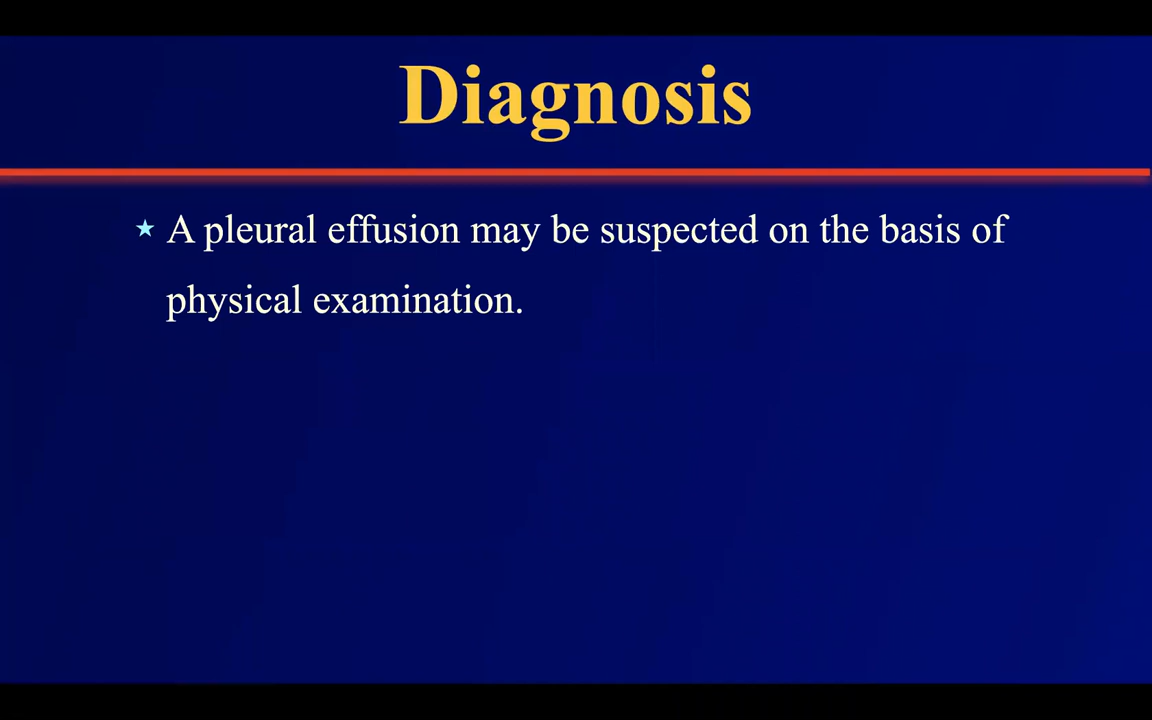 Diagnosis
A pleural effusion may be suspected on the basis of
physical examination.